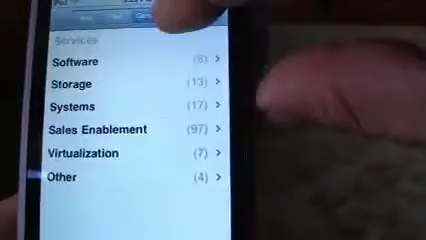 Services
Software (6)
Storage (13)
Systems (17)
Sales Enablement (97)
Virtualization (7)
Other (4)